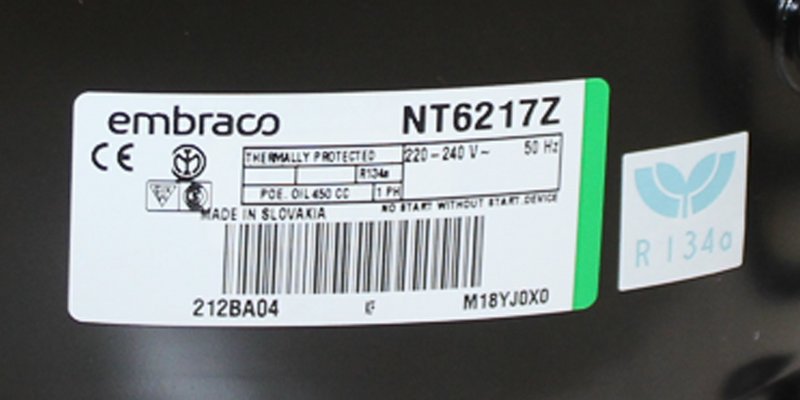 embraco NT6217Z
CE
THERMALLY PROTECTED 220-240 V~ 50 Hz
R134a
POE. OIL 450 CC 1 PH
NO START WITHOUT START.DEVICE
MADE IN SLOVAKIA
212BA04 M18YJ0X0
R134a